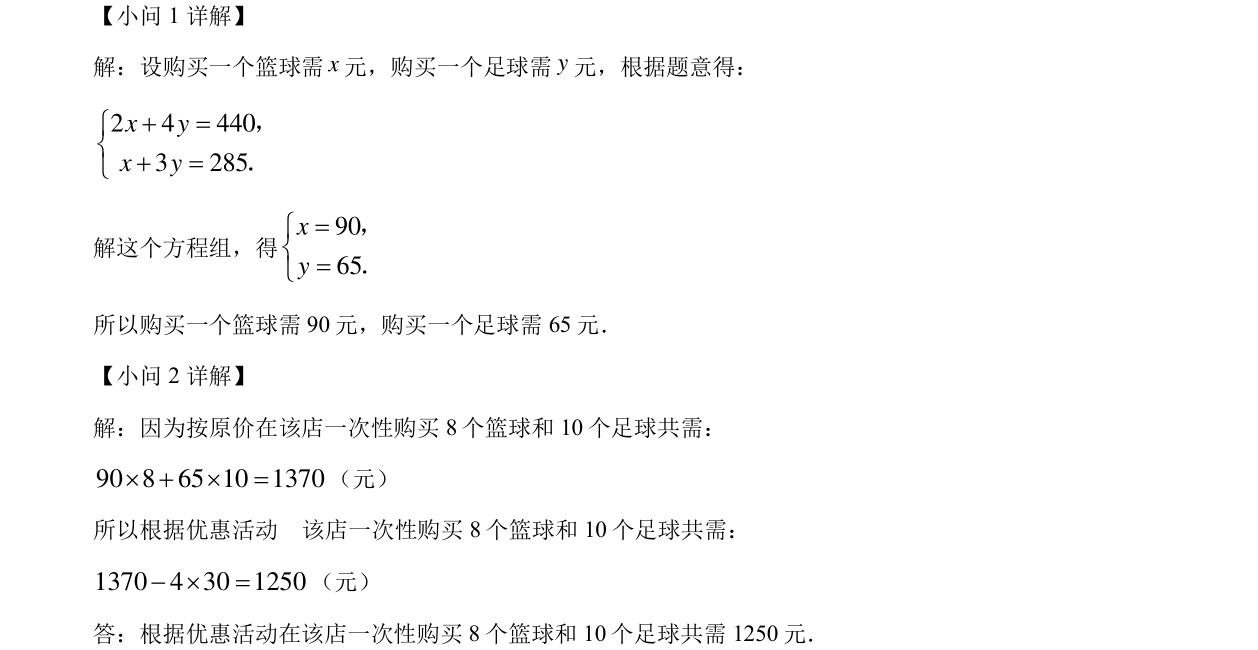 【小问 1 详解】
解：设购买一个篮球需 x 元，购买一个足球需 y 元，根据题意得：
2x + 4y = 440，
x + 3y = 285.
解这个方程组，得
x = 90，
y = 65.
所以购买一个篮球需 90 元，购买一个足球需 65 元．
【小问 2 详解】
解：因为按原价在该店一次性购买 8 个篮球和 10 个足球共需：
90×8+65×10=1370（元）
所以根据优惠活动 该店一次性购买 8 个篮球和 10 个足球共需：
1370−4×30=1250（元）
答：根据优惠活动在该店一次性购买 8 个篮球和 10 个足球共需 1250 元．